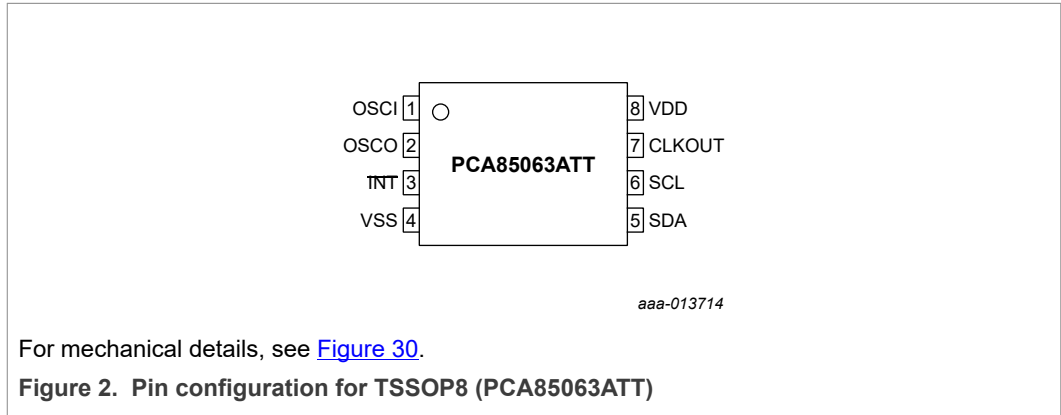 OSCI 1 8 VDD
OSCO 2 7 CLKOUT
PCA85063ATT
INT 3 6 SCL
VSS 4 5 SDA
aaa-013714
For mechanical details, see Figure 30.
Figure 2. Pin configuration for TSSOP8 (PCA85063ATT)